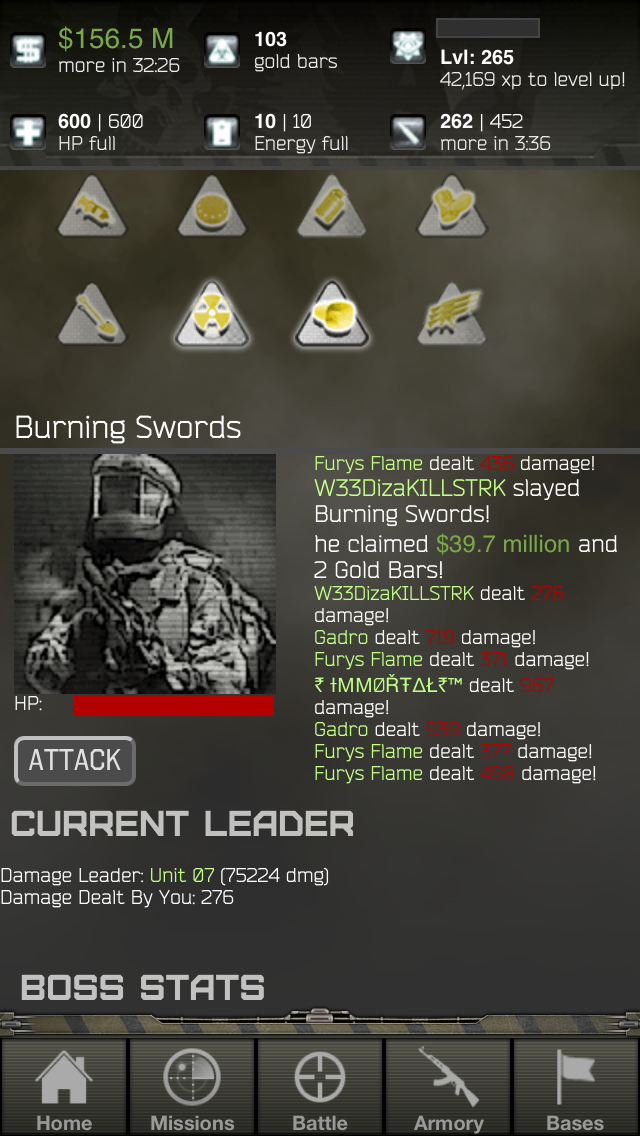 $156.5 M
more in 32:26
103
gold bars
Lvl: 265
42,169 xp to level up!
600 | 600
HP full
10 | 10
Energy full
262 | 452
more in 3:36
Burning Swords
Furys Flame dealt 436 damage!
W33DizaKILLSTRK slayed
Burning Swords!
he claimed $39.7 million and
2 Gold Bars!
W33DizaKILLSTRK dealt 276
damage!
Gadro dealt 719 damage!
Furys Flame dealt 371 damage!
dealt 957
damage!
Gadro dealt 939 damage!
Furys Flame dealt 377 damage!
Furys Flame dealt 498 damage!
HP:
ATTACK
CURRENT LEADER
Damage Leader: Unit 07 (75224 dmg)
Damage Dealt By You: 276
BOSS STATS
Home
Missions
Battle
Armory
Bases